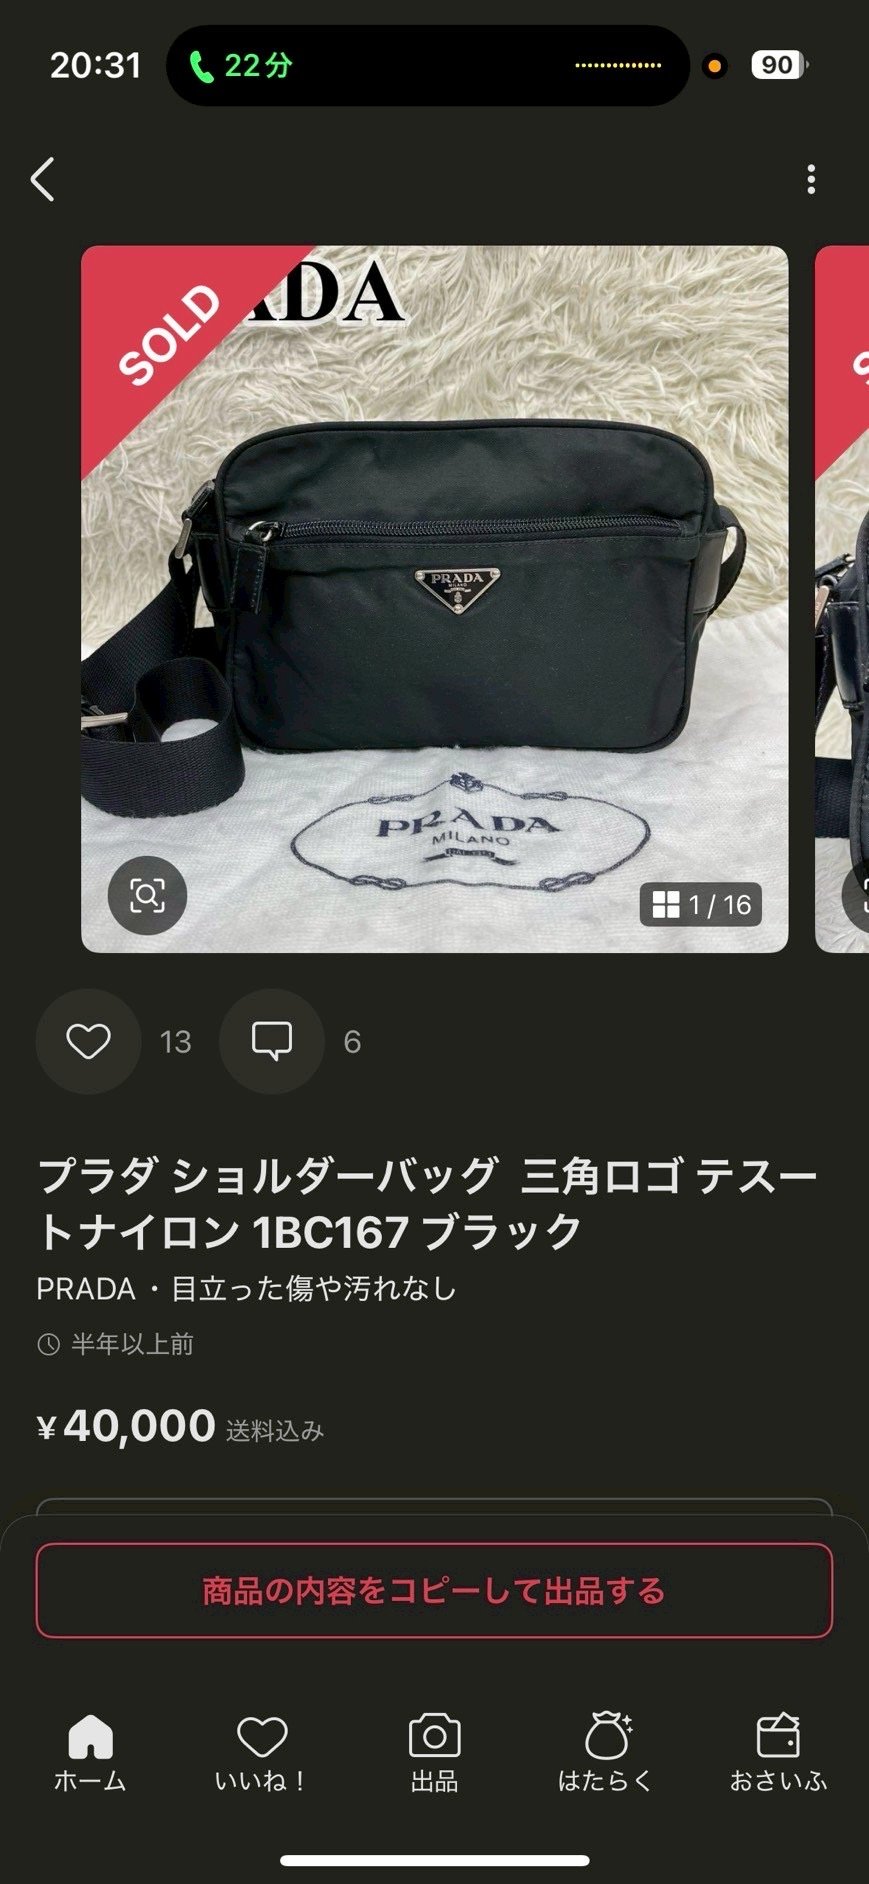 20:31
22分
90
SOLD
ADA
PRADA
MILANO
PRADA
MILANO
1 / 16
13
6
プラダ ショルダーバッグ 三角ロゴ テスー
トナイロン 1BC167 ブラック
PRADA・目立った傷や汚れなし
半年以上前
¥40,000 送料込み
商品の内容をコピーして出品する
ホーム
いいね！
出品
はたらく
おさいふ